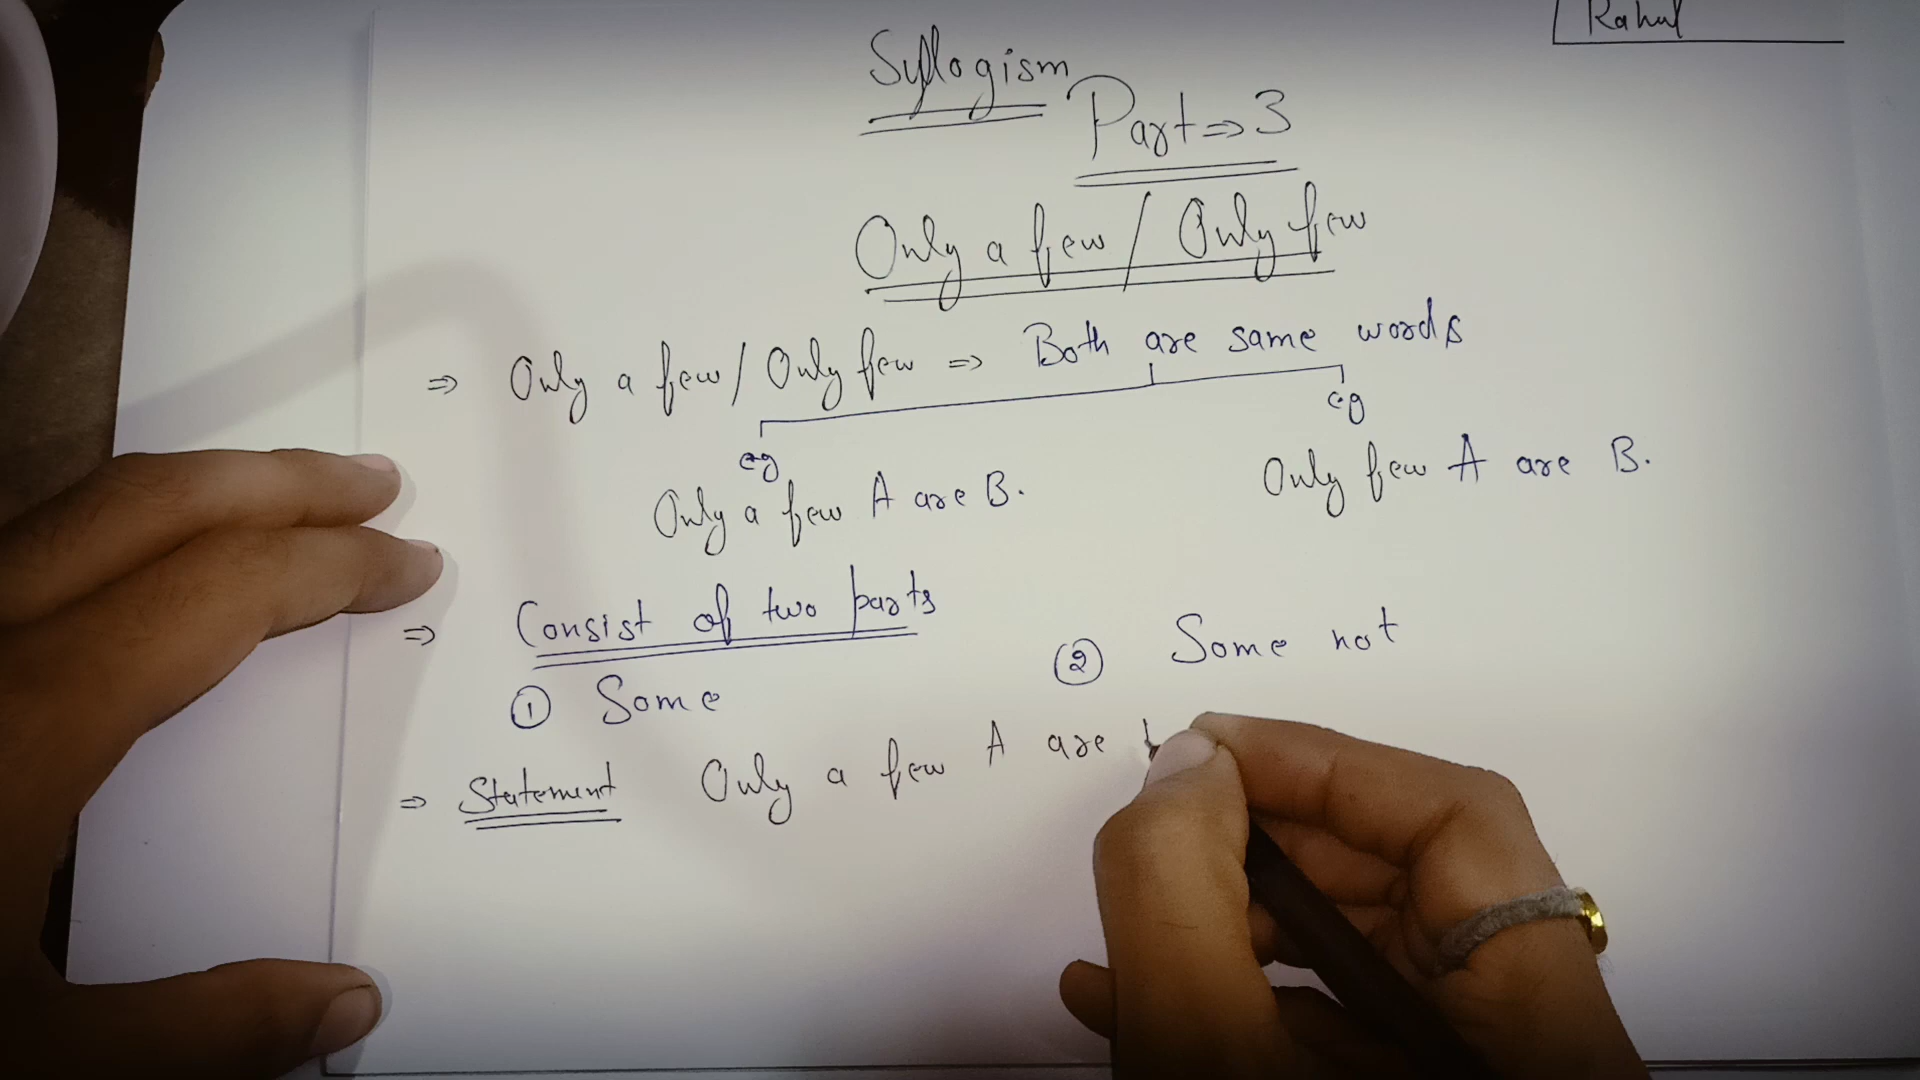 Rahul
Syllogism
Part ⇒ 3
Only a few / Only few
⇒ Only a few / Only few ⇒ Both are same words
eg eg
Only a few A are B. Only few A are B.
⇒ Consist of two parts
① Some ② Some not
⇒ Statement Only a few A are